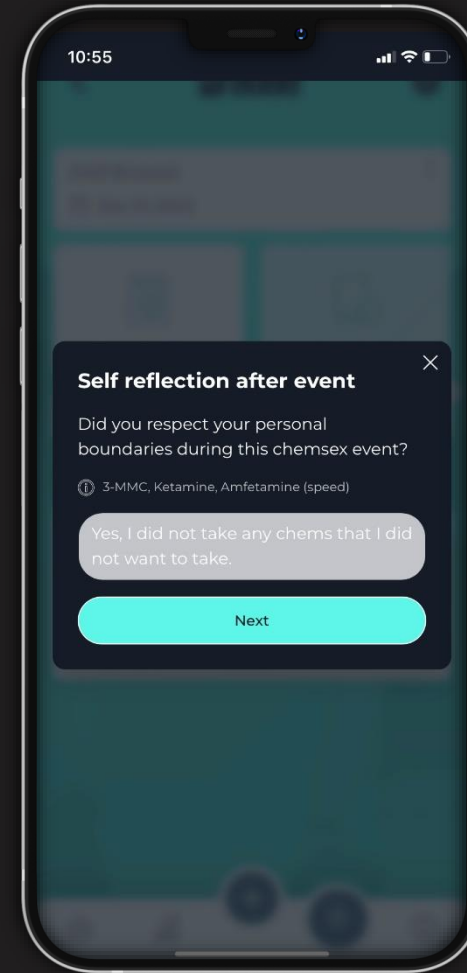 10:55
Self reflection after event
Did you respect your personal
boundaries during this chemsex event?
3-MMC, Ketamine, Amfetamine (speed)
Yes, I did not take any chems that I did
not want to take.
Next